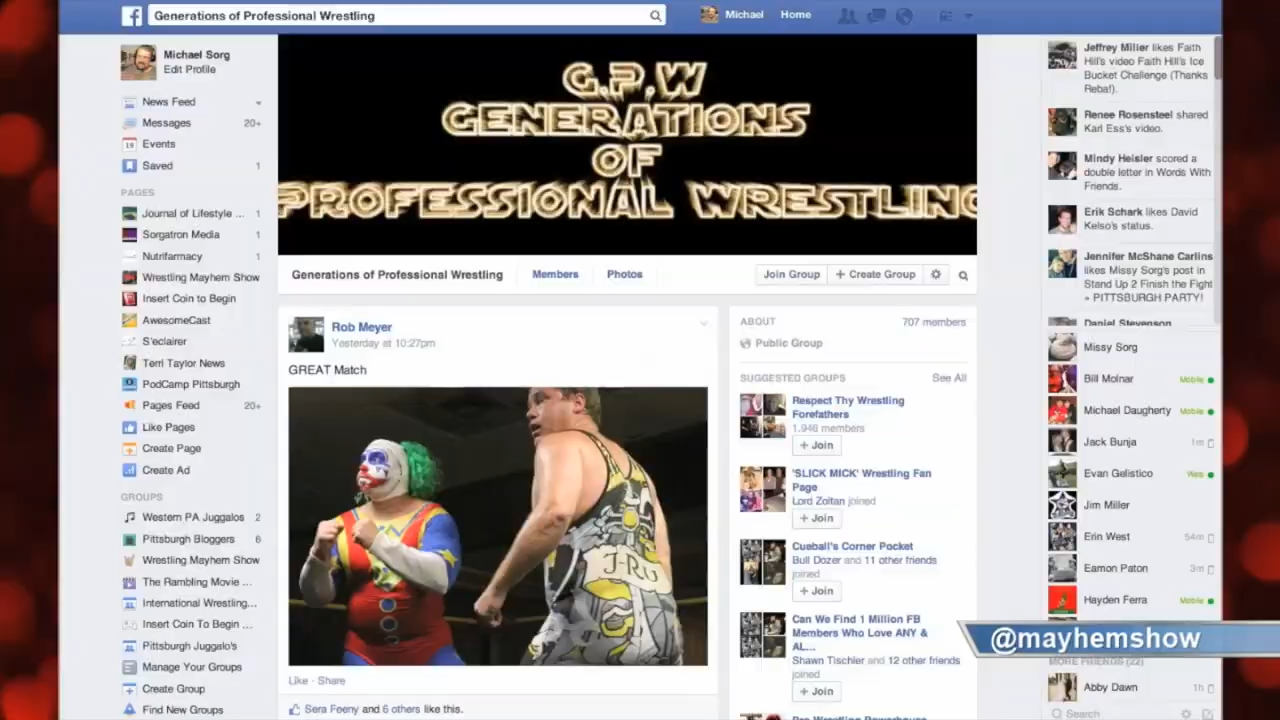 Generations of Professional Wrestling
Michael
Home
Michael Sorg
Edit Profile
News Feed
Messages 20+
Events
Saved 1
PAGES
Journal of Lifestyle ... 1
Sorgatron Media 1
Nutrifarmacy 1
Wrestling Mayhem Show
Insert Coin to Begin
AwesomeCast
S'eclairer
Terri Taylor News
PodCamp Pittsburgh
Pages Feed 20+
Like Pages
Create Page
Create Ad
GROUPS
Western PA Juggalos 2
Pittsburgh Bloggers 6
Wrestling Mayhem Show
The Rambling Movie ...
International Wrestling...
Insert Coin To Begin ...
Pittsburgh Juggalo's
Manage Your Groups
Create Group
Find New Groups
G.P.W
GENERATIONS
OF
PROFESSIONAL WRESTLING
Generations of Professional Wrestling
Members
Photos
Join Group
+ Create Group
Rob Meyer
Yesterday at 10:27pm
GREAT Match
J-RU
Like · Share
Sera Feeny and 6 others like this.
ABOUT
707 members
Public Group
SUGGESTED GROUPS
See All
Respect Thy Wrestling
Forefathers
1,946 members
+ Join
'SLICK MICK' Wrestling Fan
Page
Lord Zoltan joined
+ Join
Cueball's Corner Pocket
Bull Dozer and 11 other friends
joined
+ Join
Can We Find 1 Million FB
Members Who Love ANY &
AL...
Shawn Tischler and 12 other friends
joined
+ Join
Pro Wrestling Powerhouse
Jeffrey Miller likes Faith
Hill's video Faith Hill's Ice
Bucket Challenge (Thanks
Reba!).
Renee Rosensteel shared
Karl Ess's video.
Mindy Heisler scored a
double letter in Words With
Friends.
Erik Schark likes David
Kelso's status.
Jennifer McShane Carlins
likes Missy Sorg's post in
Stand Up 2 Finish the Fight
» PITTSBURGH PARTY!
Daniel Stevenson
Missy Sorg
Bill Molnar Mobile
Michael Daugherty Mobile
Jack Bunja 1m
Evan Gelistico Web
Jim Miller
Erin West 54m
Eamon Paton 3m
Hayden Ferra Mobile
@mayhemshow
MORE FRIENDS (22)
Abby Dawn 1h
Search